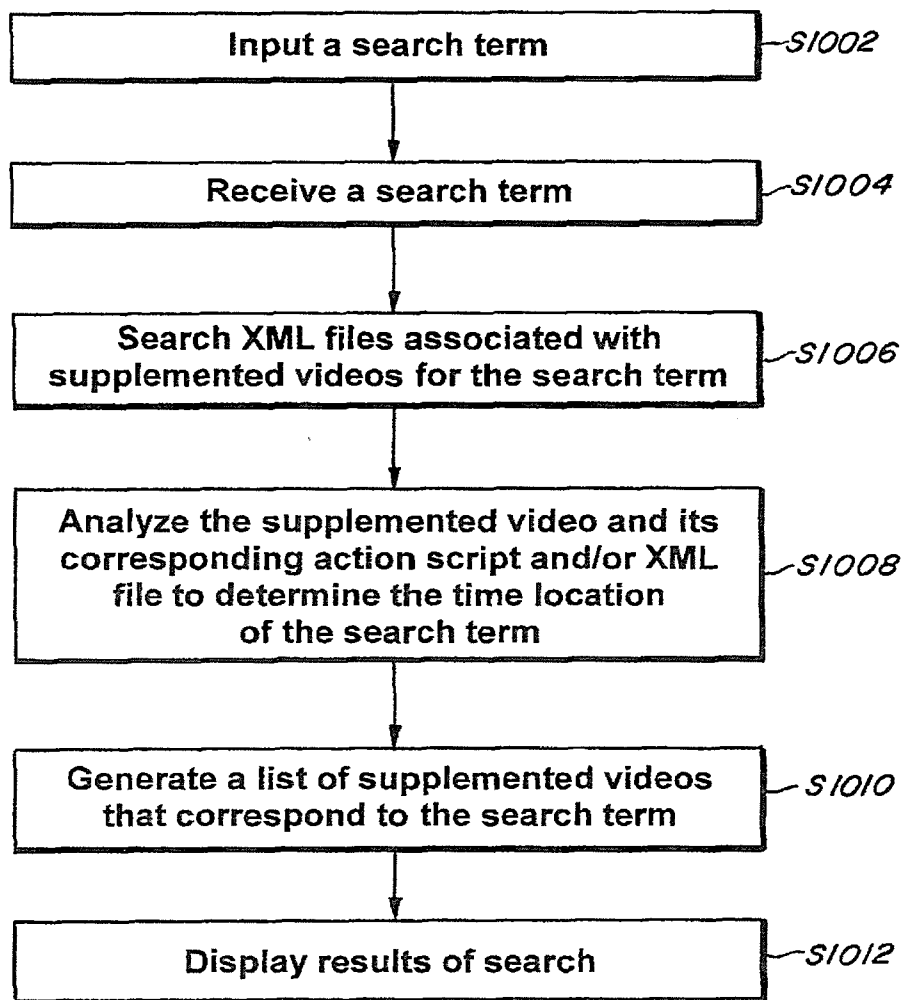 Input a search term
S1002
Receive a search term
S1004
Search XML files associated with
supplemented videos for the search term
S1006
Analyze the supplemented video and its
corresponding action script and/or XML
file to determine the time location
of the search term
S1008
Generate a list of supplemented videos
that correspond to the search term
S1010
Display results of search
S1012